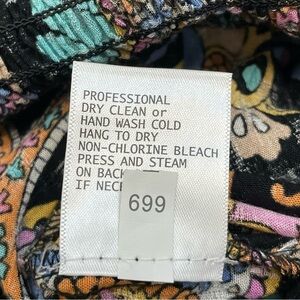 PROFESSIONAL
DRY CLEAN or
HAND WASH COLD
HANG TO DRY
NON-CHLORINE BLEACH
PRESS AND STEAM
ON BACK
IF
699